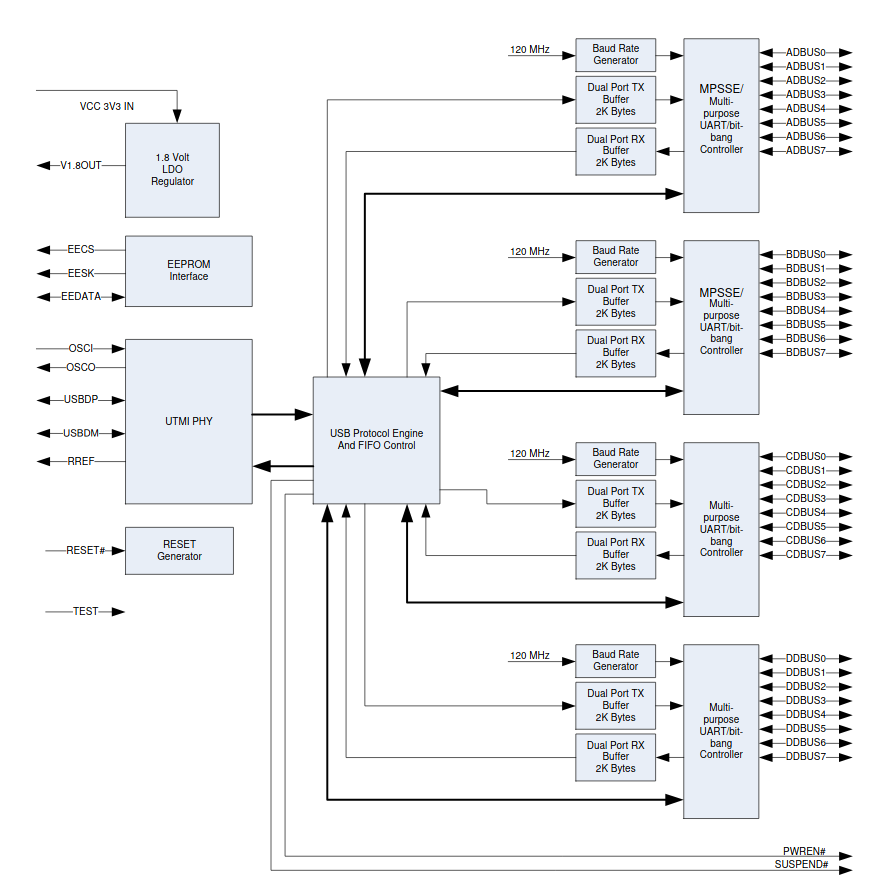 VCC 3V3 IN
1.8 Volt
LDO
Regulator
V1.8OUT
EECS
EESK
EEDATA
EEPROM
Interface
OSCI
OSCO
USBDP
USBDM
RREF
UTMI PHY
RESET#
RESET
Generator
TEST
USB Protocol Engine
And FIFO Control
120 MHz
Baud Rate
Generator
Dual Port TX
Buffer
2K Bytes
Dual Port RX
Buffer
2K Bytes
MPSSE/
Multi-
purpose
UART/bit-
bang
Controller
ADBUS0
ADBUS1
ADBUS2
ADBUS3
ADBUS4
ADBUS5
ADBUS6
ADBUS7
120 MHz
Baud Rate
Generator
Dual Port TX
Buffer
2K Bytes
Dual Port RX
Buffer
2K Bytes
MPSSE/
Multi-
purpose
UART/bit-
bang
Controller
BDBUS0
BDBUS1
BDBUS2
BDBUS3
BDBUS4
BDBUS5
BDBUS6
BDBUS7
120 MHz
Baud Rate
Generator
Dual Port TX
Buffer
2K Bytes
Dual Port RX
Buffer
2K Bytes
Multi-
purpose
UART/bit-
bang
Controller
CDBUS0
CDBUS1
CDBUS2
CDBUS3
CDBUS4
CDBUS5
CDBUS6
CDBUS7
120 MHz
Baud Rate
Generator
Dual Port TX
Buffer
2K Bytes
Dual Port RX
Buffer
2K Bytes
Multi-
purpose
UART/bit-
bang
Controller
DDBUS0
DDBUS1
DDBUS2
DDBUS3
DDBUS4
DDBUS5
DDBUS6
DDBUS7
PWREN#
SUSPEND#